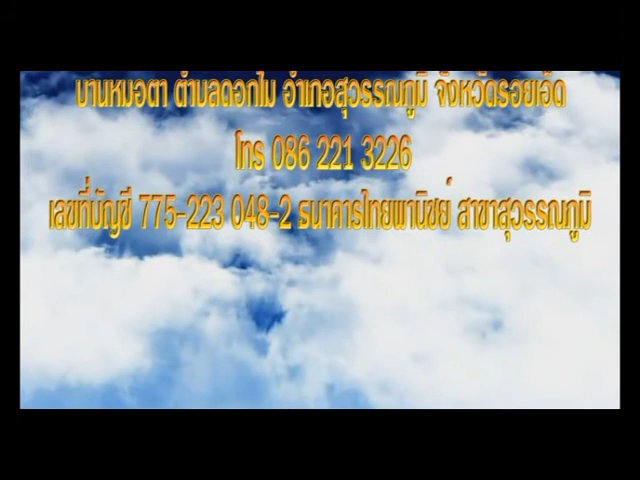 บ้านหมอตา ตำบลดอกไม้ อำเภอสุวรรณภูมิ จังหวัดร้อยเอ็ด
โทร 086 221 3226
เลขที่บัญชี 775-223 048-2 ธนาคารไทยพานิชย์ สาขาสุวรรณภูมิ